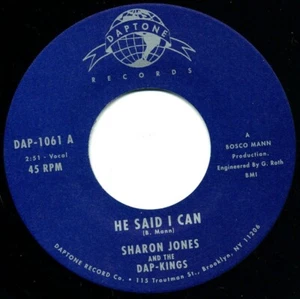 DAPTONE
RECORDS
DAP-1061 A
2:51 - Vocal
45 RPM
A
BOSCO MANN
Production.
Engineered By G. Roth
BMI
HE SAID I CAN
(B. Mann)
SHARON JONES
AND THE
DAP-KINGS
DAPTONE RECORD Co. • 115 Troutman St., Brooklyn, NY 11206